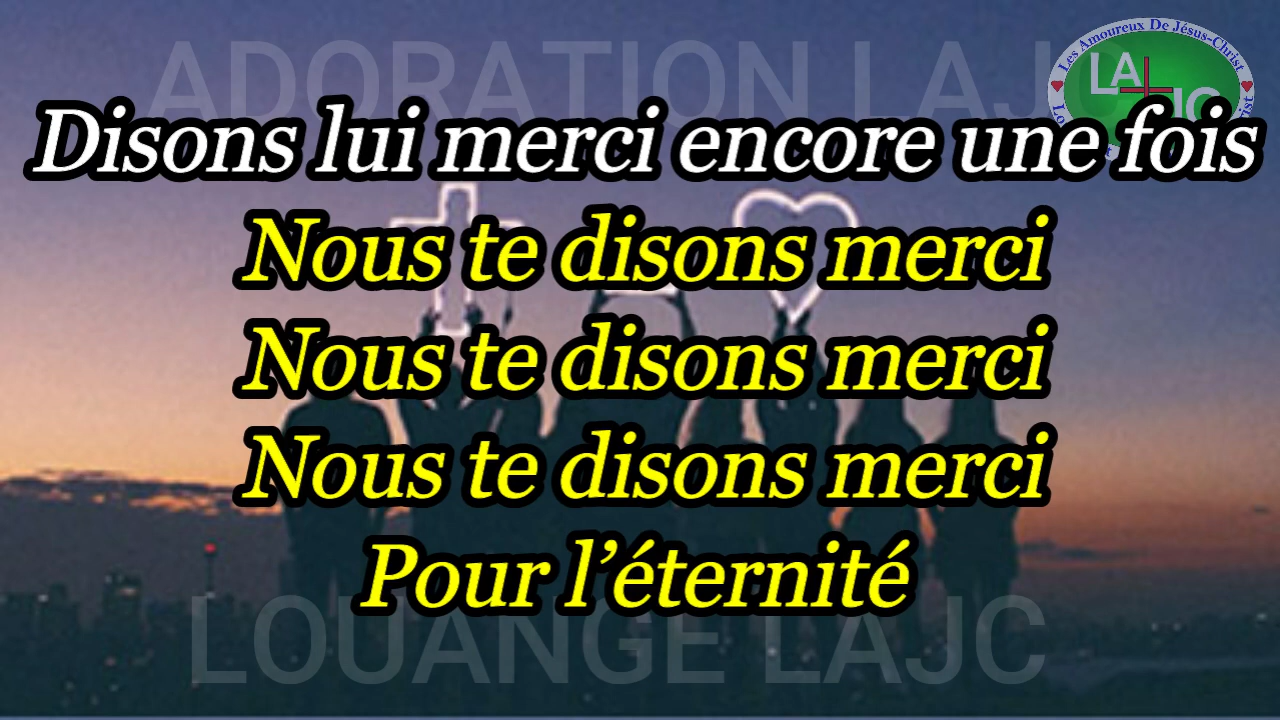 ADORATION LAJC
Les Amoureux De Jésus-Christ
LAJC
Disons lui merci encore une fois
Nous te disons merci
Nous te disons merci
Nous te disons merci
Pour l’éternité
LOUANGE LAJC